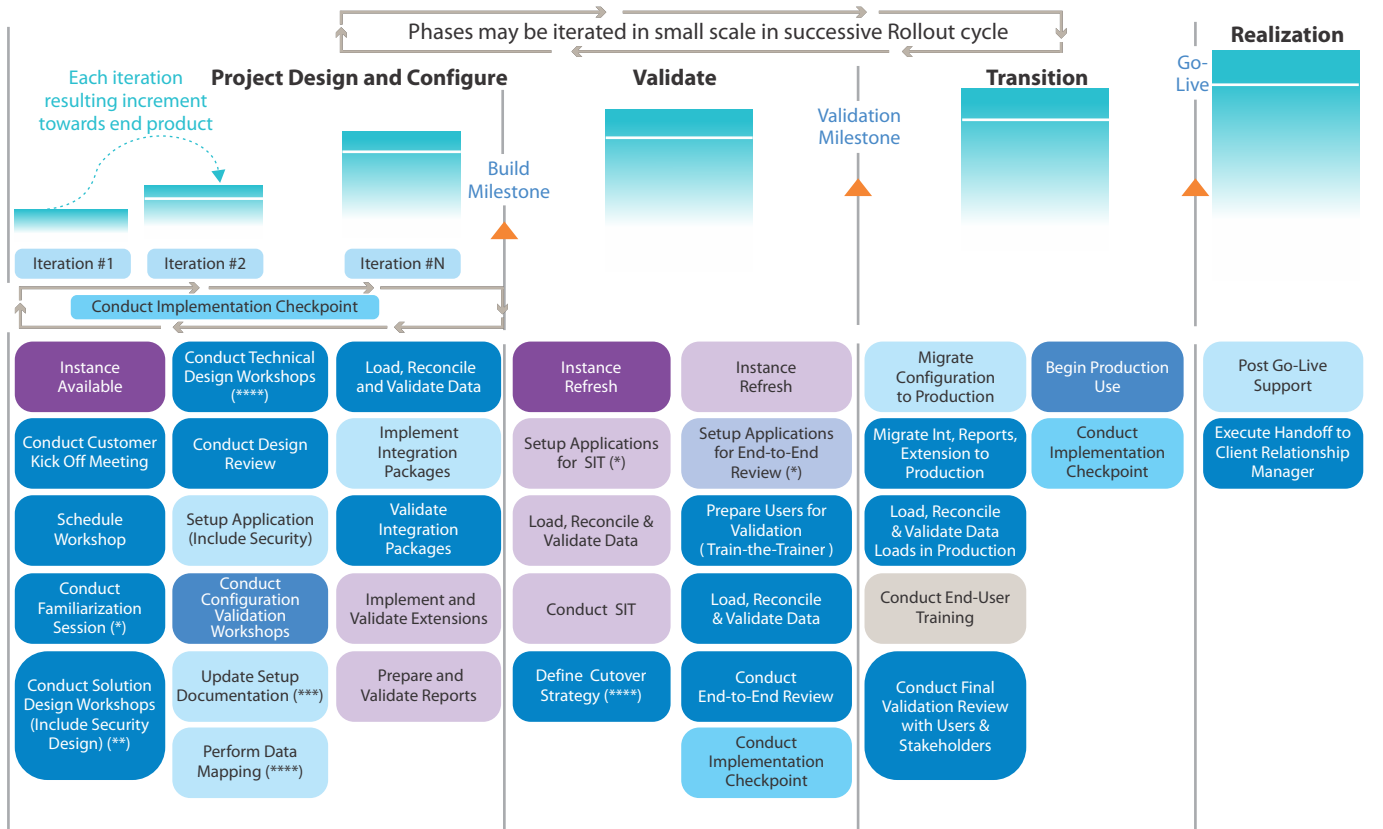 Phases may be iterated in small scale in successive Rollout cycle
Project Design and Configure
Validate
Transition
Realization
Each iteration
resulting increment
towards end product
Build
Milestone
Validation
Milestone
Go-
Live
Iteration #1
Iteration #2
Iteration #N
Conduct Implementation Checkpoint
Instance
Available
Conduct Customer
Kick Off Meeting
Schedule
Workshop
Conduct
Familiarization
Session (*)
Conduct Solution
Design Workshops
(Include Security
Design) (**)
Conduct Technical
Design Workshops
(****)
Conduct Design
Review
Setup Application
(Include Security)
Conduct
Configuration
Validation
Workshops
Update Setup
Documentation (***)
Perform Data
Mapping (****)
Load, Reconcile
and Validate Data
Implement
Integration
Packages
Validate
Integration
Packages
Implement and
Validate Extensions
Prepare and
Validate Reports
Instance
Refresh
Setup Applications
for SIT (*)
Load, Reconcile &
Validate Data
Conduct SIT
Define Cutover
Strategy (****)
Instance
Refresh
Setup Applications
for End-to-End
Review (*)
Prepare Users for
Validation
( Train-the-Trainer )
Load, Reconcile
& Validate Data
Conduct
End-to-End Review
Conduct
Implementation
Checkpoint
Migrate
Configuration
to Production
Migrate Int, Reports,
Extension to
Production
Load, Reconcile
& Validate Data
Loads in Production
Conduct End-User
Training
Conduct Final
Validation Review
with Users &
Stakeholders
Begin Production
Use
Conduct
Implementation
Checkpoint
Post Go-Live
Support
Execute Handoff to
Client Relationship
Manager